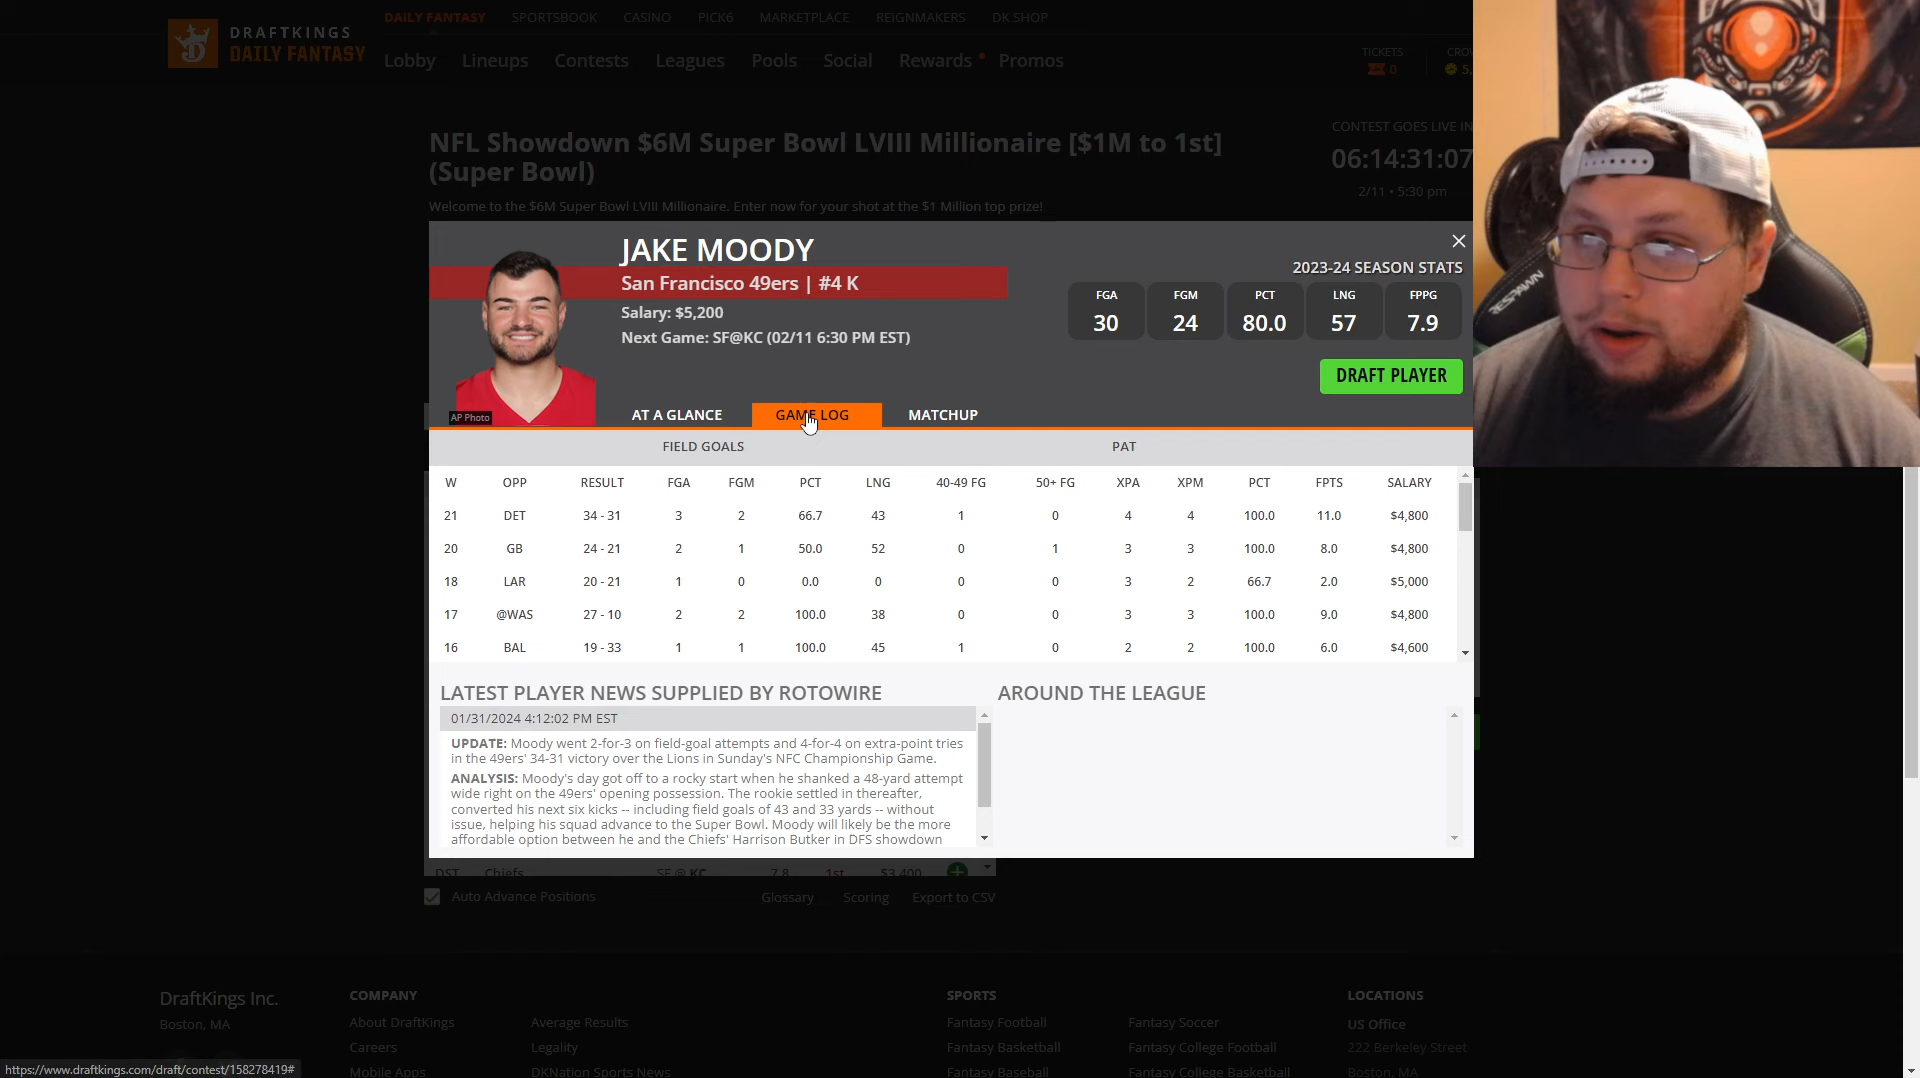 DAILY FANTASY SPORTSBOOK CASINO PICK6 MARKETPLACE REIGNMAKERS DK SHOP
DRAFTKINGS
DAILY FANTASY
Lobby Lineups Contests Leagues Pools Social Rewards Promos
TICKETS
0
NFL Showdown $6M Super Bowl LVIII Millionaire [$1M to 1st]
(Super Bowl)
CONTEST GOES LIVE IN
06:14:31:07
2/11 • 5:30 pm
Welcome to the $6M Super Bowl LVIII Millionaire. Enter now for your shot at the $1 Million top prize!
RESPAWN
JAKE MOODY
San Francisco 49ers | #4 K
Salary: $5,200
Next Game: SF@KC (02/11 6:30 PM EST)
2023-24 SEASON STATS
FGA FGM PCT LNG FPPG
30 24 80.0 57 7.9
DRAFT PLAYER
AP Photo
AT A GLANCE GAME LOG MATCHUP
FIELD GOALS PAT
W OPP RESULT FGA FGM PCT LNG 40-49 FG 50+ FG XPA XPM PCT FPTS SALARY
21 DET 34 - 31 3 2 66.7 43 1 0 4 4 100.0 11.0 $4,800
20 GB 24 - 21 2 1 50.0 52 0 1 3 3 100.0 8.0 $4,800
18 LAR 20 - 21 1 0 0.0 0 0 0 3 2 66.7 2.0 $5,000
17 @WAS 27 - 10 2 2 100.0 38 0 0 3 3 100.0 9.0 $4,800
16 BAL 19 - 33 1 1 100.0 45 1 0 2 2 100.0 6.0 $4,600
LATEST PLAYER NEWS SUPPLIED BY ROTOWIRE
AROUND THE LEAGUE
01/31/2024 4:12:02 PM EST
UPDATE: Moody went 2-for-3 on field-goal attempts and 4-for-4 on extra-point tries
in the 49ers' 34-31 victory over the Lions in Sunday's NFC Championship Game.
ANALYSIS: Moody's day got off to a rocky start when he shanked a 48-yard attempt
wide right on the 49ers' opening possession. The rookie settled in thereafter,
converted his next six kicks -- including field goals of 43 and 33 yards -- without
issue, helping his squad advance to the Super Bowl. Moody will likely be the more
affordable option between he and the Chiefs' Harrison Butker in DFS showdown
DST Chiefs SF @ KC 7.8 1st $3,400
Auto Advance Positions Glossary Scoring Export to CSV
DraftKings Inc.
Boston, MA
COMPANY
About DraftKings Average Results
Careers Legality
Mobile Apps DKNation Sports News
SPORTS
Fantasy Football Fantasy Soccer
Fantasy Basketball Fantasy College Football
Fantasy Baseball Fantasy College Basketball
LOCATIONS
US Office
222 Berkeley Street
Boston, MA
https://www.draftkings.com/draft/contest/158278419#